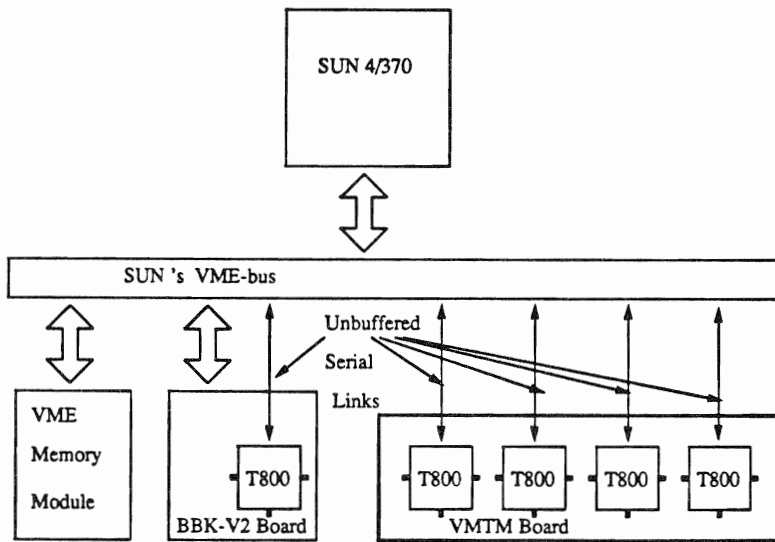 SUN 4/370
SUN 's VME-bus
Unbuffered
Serial
Links
VME
Memory
Module
T800
BBK-V2 Board
T800
T800
T800
T800
VMTM Board